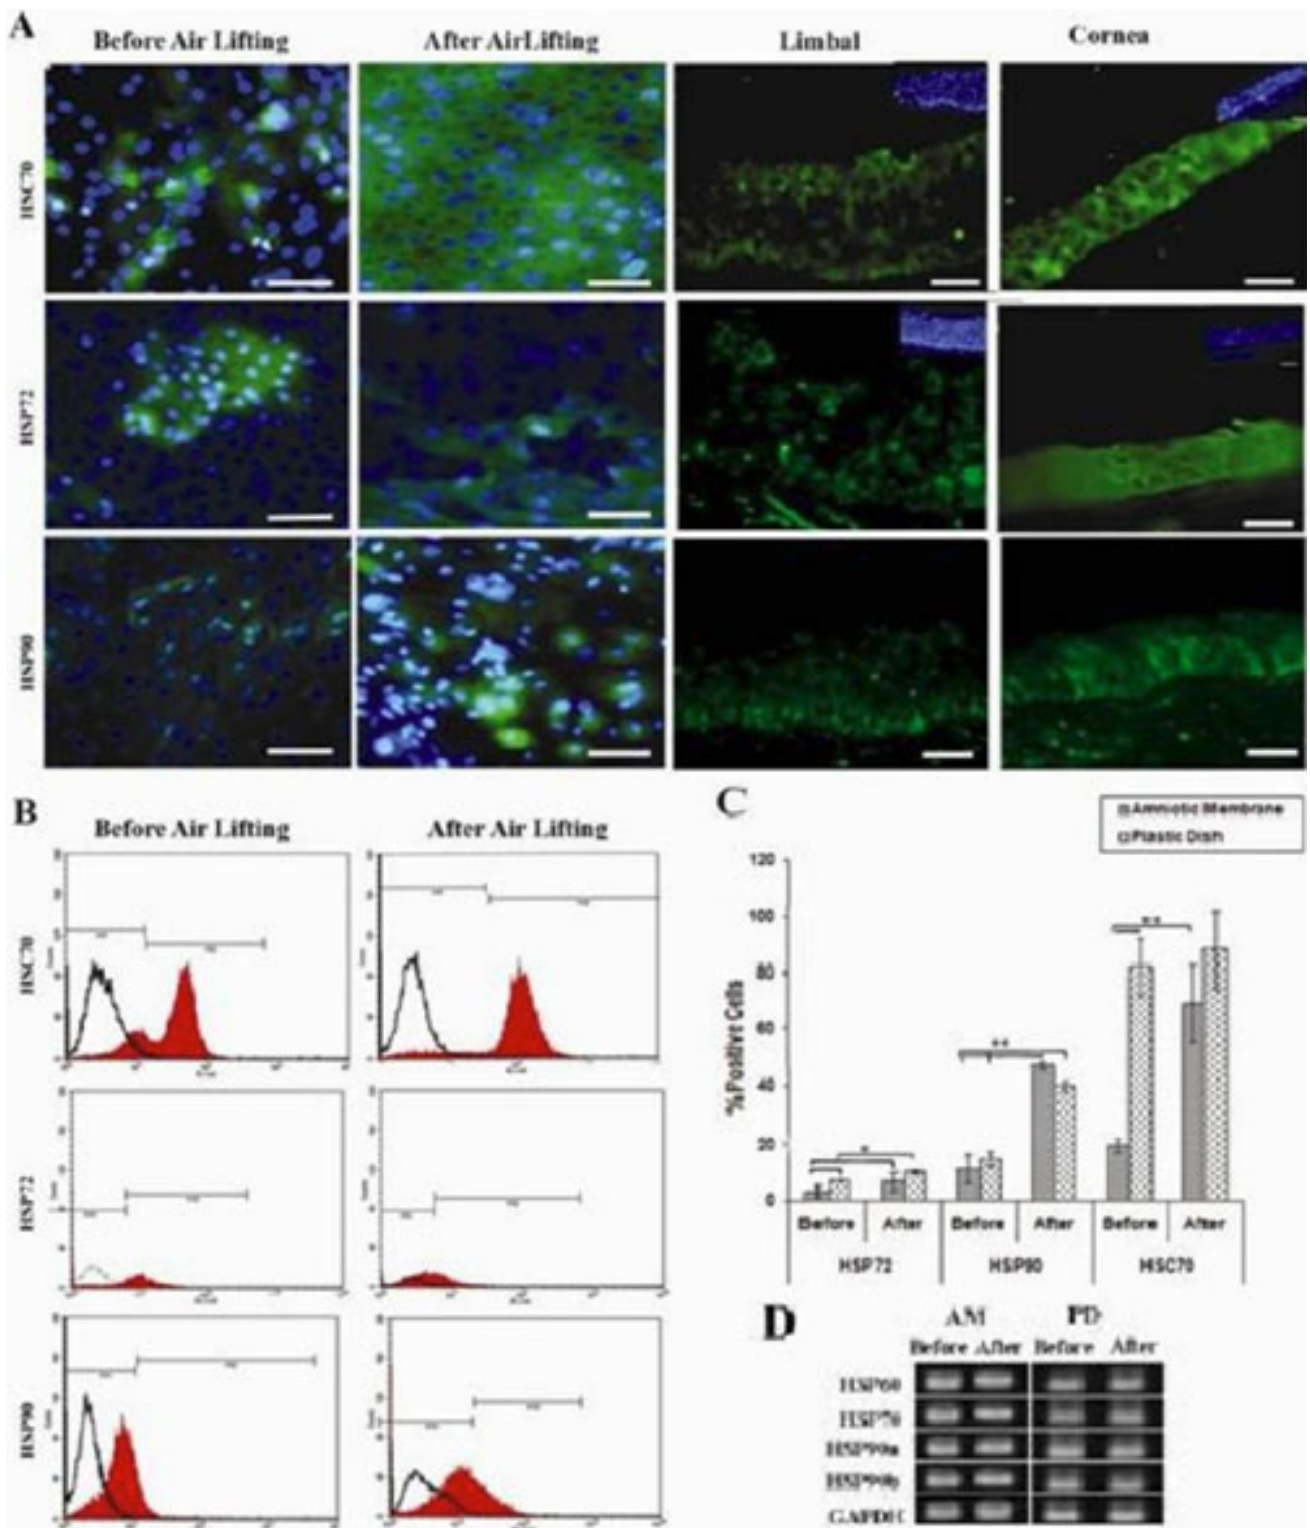 A
Before Air Lifting
After AirLifting
Limbal
Cornea
HSC70
HSP72
HSP90
B
Before Air Lifting
After Air Lifting
HSC70
HSP72
HSP90
C
Amniotic Membrane
Plastic Dish
120
100
80
60
40
20
0
% Positive Cells
*
**
**
Before After Before After Before After
HSP72 HSP90 HSC70
D
AM PD
Before After Before After
HSP60
HSP70
HSP90a
HSP90b
GAPDH